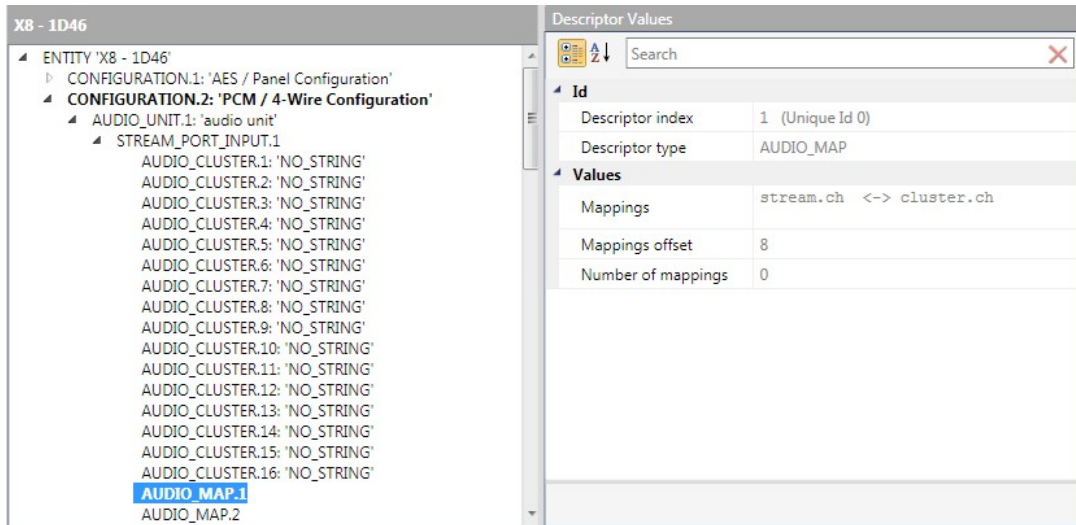 X8 - 1D46
ENTITY 'X8 - 1D46'
CONFIGURATION.1: 'AES / Panel Configuration'
CONFIGURATION.2: 'PCM / 4-Wire Configuration'
AUDIO_UNIT.1: 'audio unit'
STREAM_PORT_INPUT.1
AUDIO_CLUSTER.1: 'NO_STRING'
AUDIO_CLUSTER.2: 'NO_STRING'
AUDIO_CLUSTER.3: 'NO_STRING'
AUDIO_CLUSTER.4: 'NO_STRING'
AUDIO_CLUSTER.5: 'NO_STRING'
AUDIO_CLUSTER.6: 'NO_STRING'
AUDIO_CLUSTER.7: 'NO_STRING'
AUDIO_CLUSTER.8: 'NO_STRING'
AUDIO_CLUSTER.9: 'NO_STRING'
AUDIO_CLUSTER.10: 'NO_STRING'
AUDIO_CLUSTER.11: 'NO_STRING'
AUDIO_CLUSTER.12: 'NO_STRING'
AUDIO_CLUSTER.13: 'NO_STRING'
AUDIO_CLUSTER.14: 'NO_STRING'
AUDIO_CLUSTER.15: 'NO_STRING'
AUDIO_CLUSTER.16: 'NO_STRING'
AUDIO_MAP.1
AUDIO_MAP.2
Descriptor Values
A Z Search
Id
Descriptor index 1 (Unique Id 0)
Descriptor type AUDIO_MAP
Values
Mappings stream.ch <-> cluster.ch
Mappings offset 8
Number of mappings 0